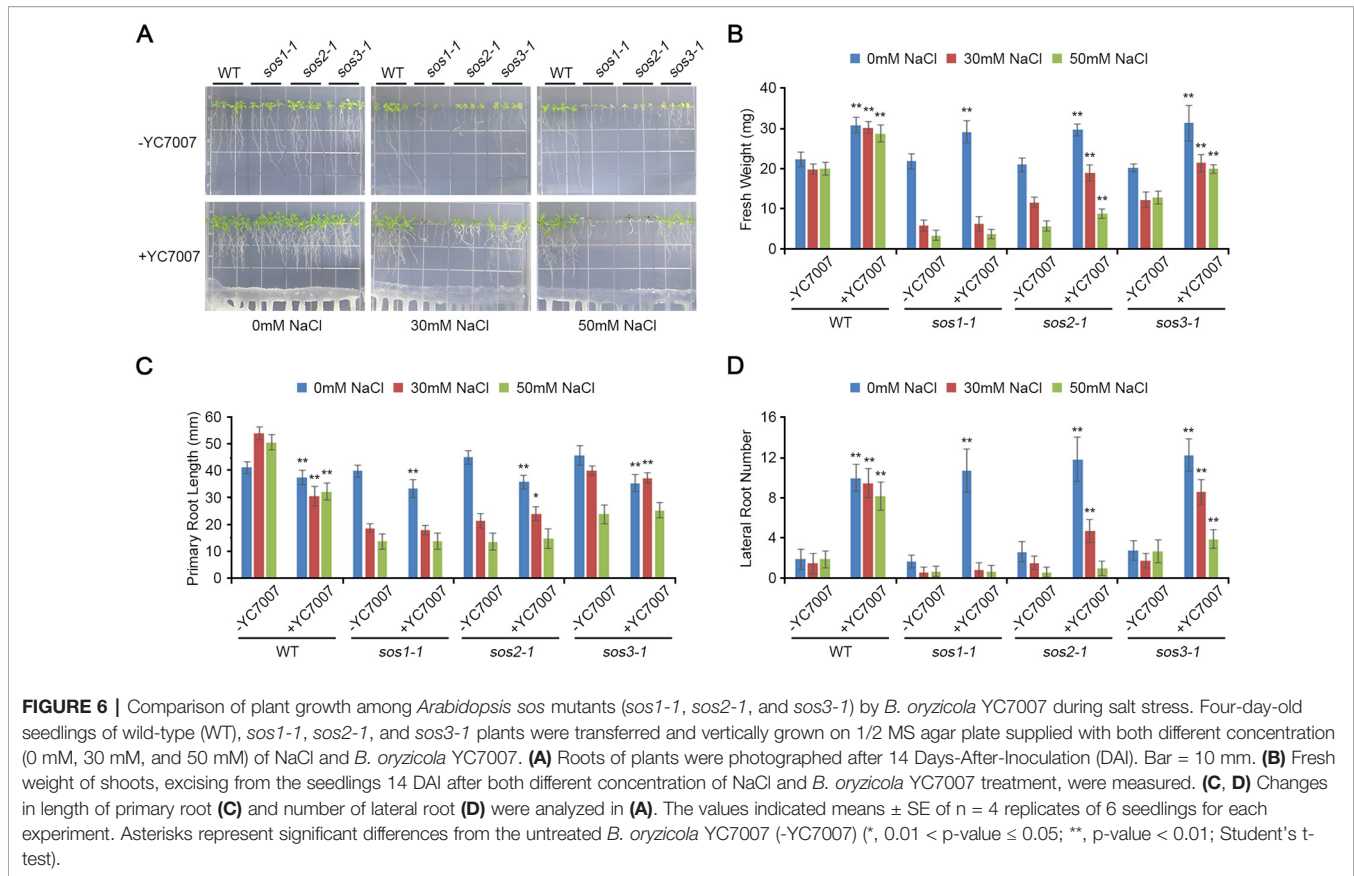 A
WT sos1-1 sos2-1 sos3-1 WT sos1-1 sos2-1 sos3-1 WT sos1-1 sos2-1 sos3-1
-YC7007
+YC7007
0mM NaCl 30mM NaCl 50mM NaCl
B
0mM NaCl 30mM NaCl 50mM NaCl
Fresh Weight (mg)
40
30
20
10
0
** ** ** ** ** ** ** ** ** **
-YC7007 +YC7007 -YC7007 +YC7007 -YC7007 +YC7007 -YC7007 +YC7007
WT sos1-1 sos2-1 sos3-1
C
0mM NaCl 30mM NaCl 50mM NaCl
Primary Root Length (mm)
60
50
40
30
20
10
0
** ** ** ** ** * ** **
-YC7007 +YC7007 -YC7007 +YC7007 -YC7007 +YC7007 -YC7007 +YC7007
WT sos1-1 sos2-1 sos3-1
D
0mM NaCl 30mM NaCl 50mM NaCl
Lateral Root Number
16
12
8
4
0
** ** ** ** ** ** ** ** **
-YC7007 +YC7007 -YC7007 +YC7007 -YC7007 +YC7007 -YC7007 +YC7007
WT sos1-1 sos2-1 sos3-1
FIGURE 6 | Comparison of plant growth among Arabidopsis sos mutants (sos1-1, sos2-1, and sos3-1) by B. oryzicola YC7007 during salt stress. Four-day-old
seedlings of wild-type (WT), sos1-1, sos2-1, and sos3-1 plants were transferred and vertically grown on 1/2 MS agar plate supplied with both different concentration
(0 mM, 30 mM, and 50 mM) of NaCl and B. oryzicola YC7007. (A) Roots of plants were photographed after 14 Days-After-Inoculation (DAI). Bar = 10 mm. (B) Fresh
weight of shoots, excising from the seedlings 14 DAI after both different concentration of NaCl and B. oryzicola YC7007 treatment, were measured. (C, D) Changes
in length of primary root (C) and number of lateral root (D) were analyzed in (A). The values indicated means ± SE of n = 4 replicates of 6 seedlings for each
experiment. Asterisks represent significant differences from the untreated B. oryzicola YC7007 (-YC7007) (*, 0.01 < p-value ≤ 0.05; **, p-value < 0.01; Student's t-
test).